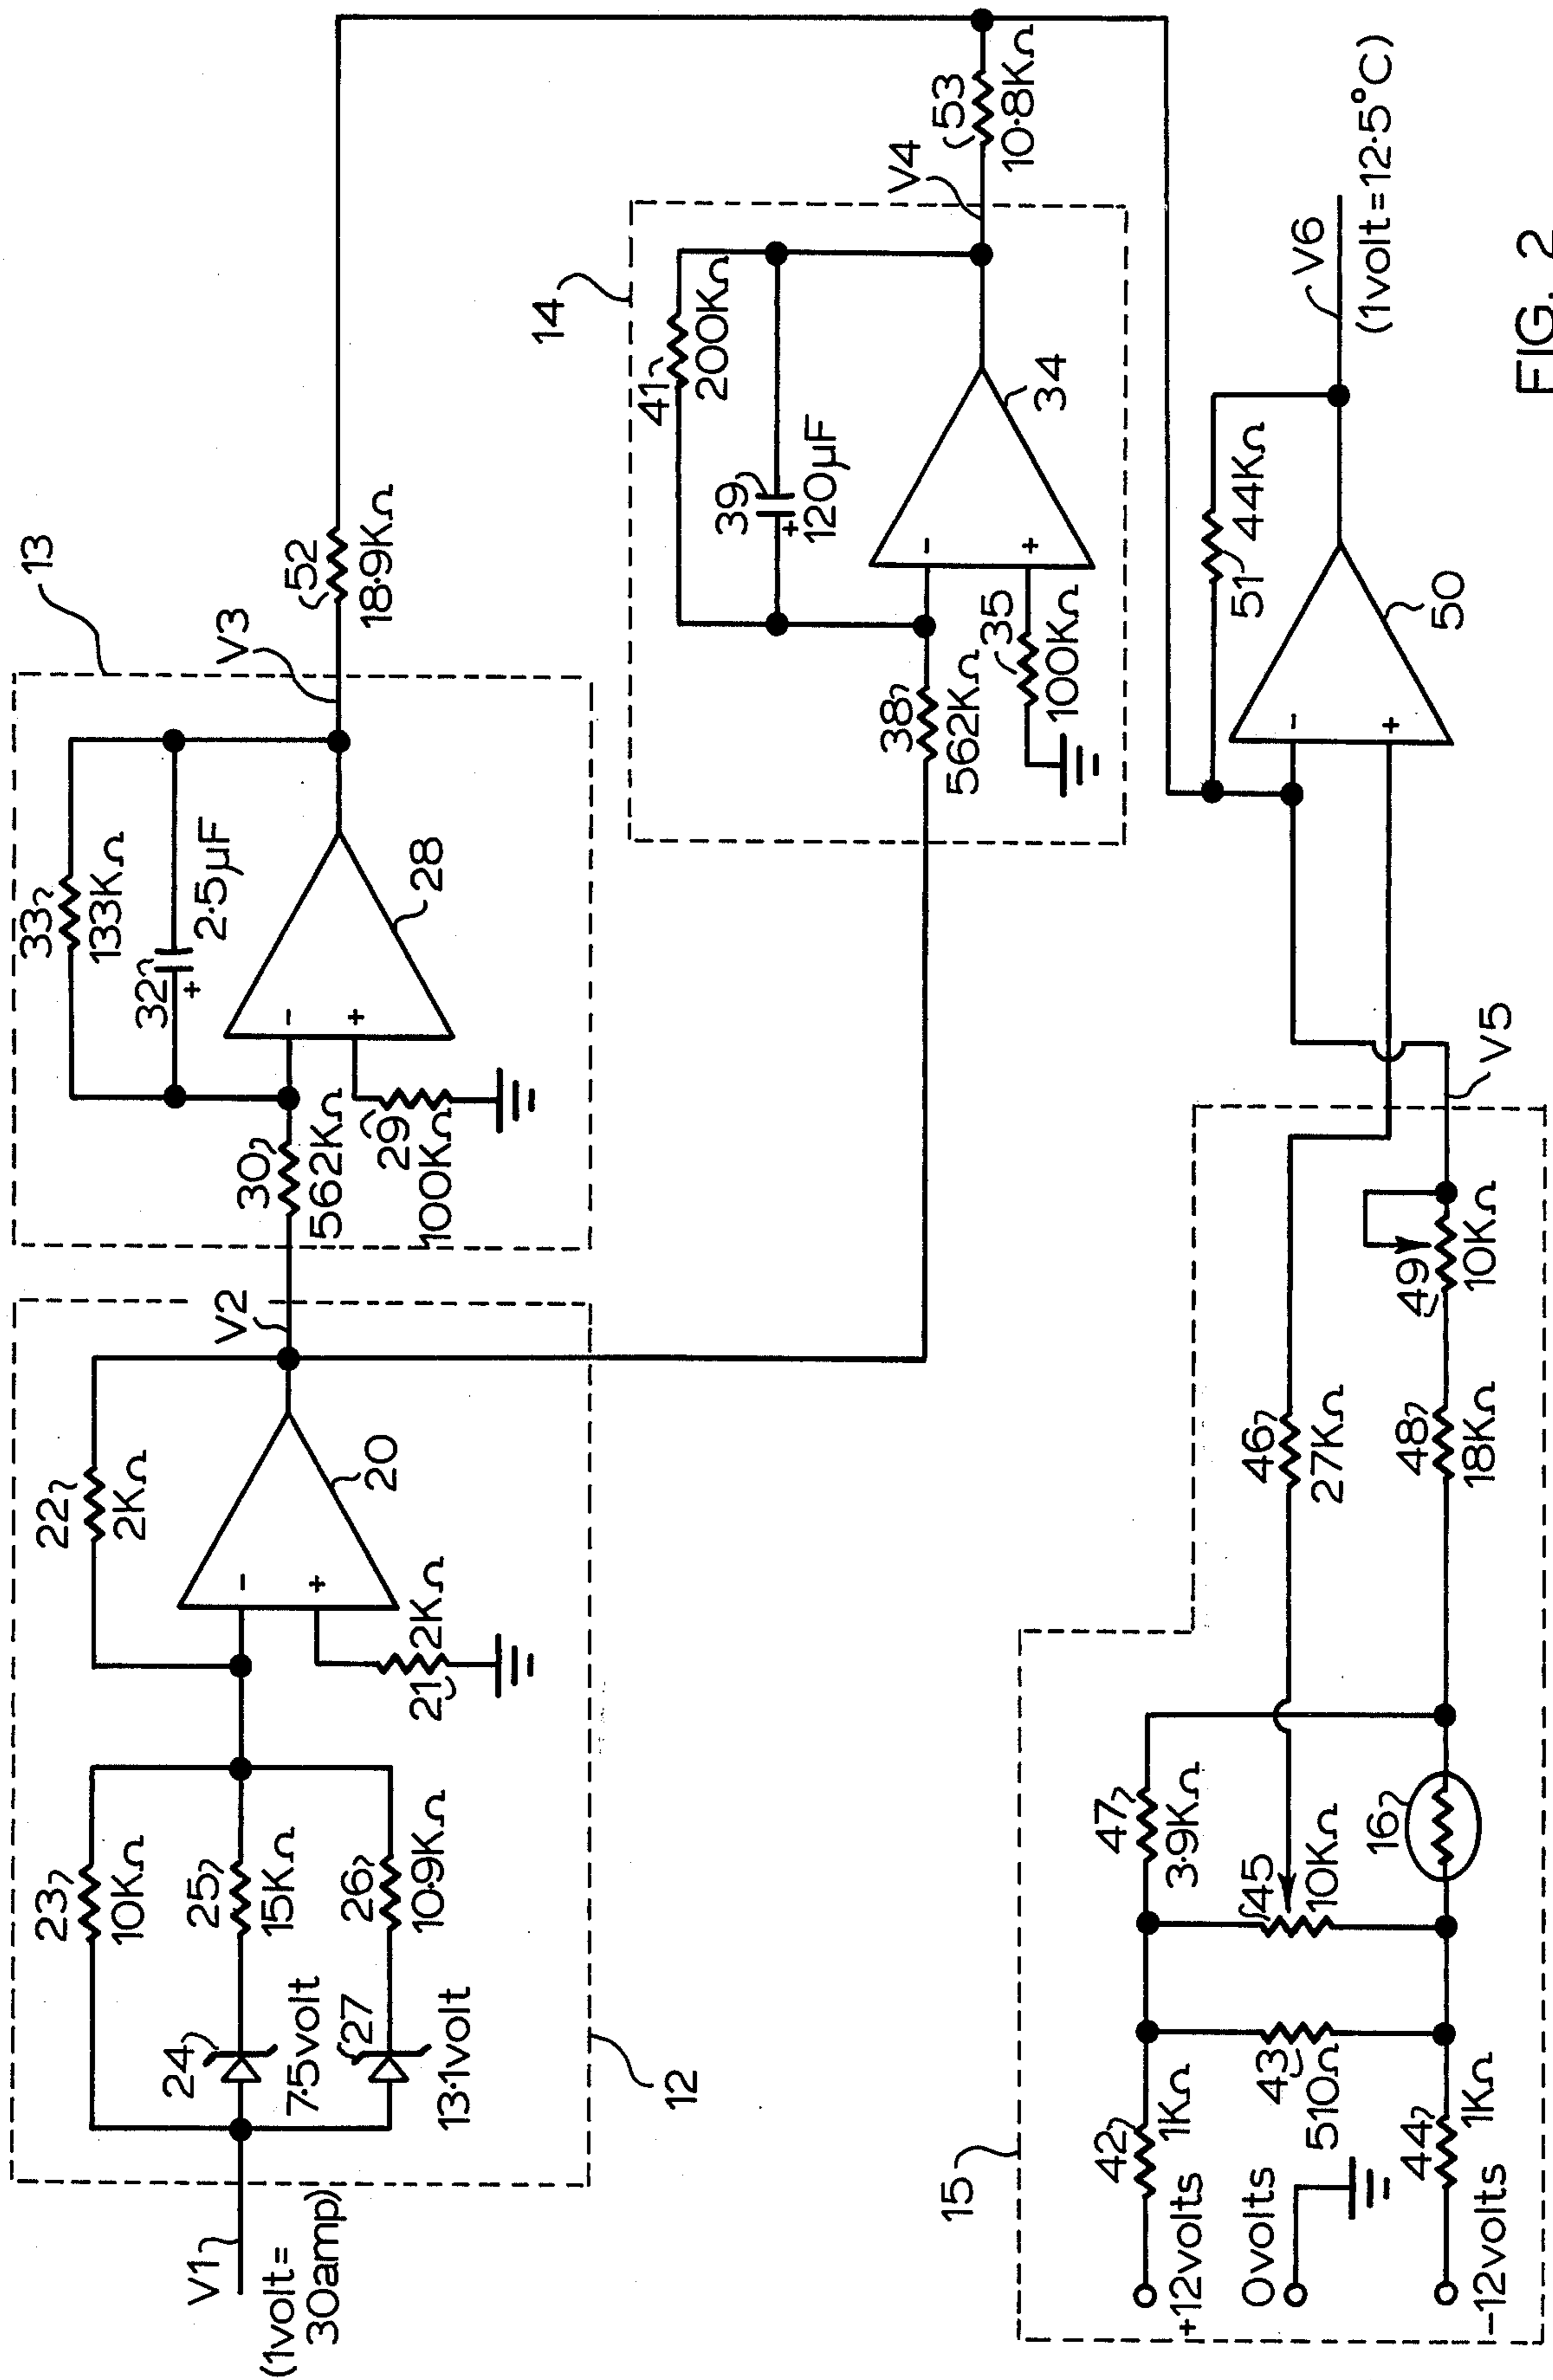 V1
(1volt=
30amp)
23
10KΩ
24
7·5volt
25
15KΩ
27
13·1volt
26
10·9KΩ
22
2KΩ
-
+
20
21
2KΩ
12
V2
30
562KΩ
29
100KΩ
33
133KΩ
32
+
2·5µF
-
+
28
13
V3
52
18·9KΩ
14
38
562KΩ
35
100KΩ
41
200KΩ
39
+
120µF
-
+
34
V4
53
10·8KΩ
15
+12volts
0volts
-12volts
42
1KΩ
43
510Ω
44
1KΩ
45
10KΩ
47
3·9KΩ
16
46
27KΩ
48
18KΩ
49
10KΩ
V5
-
+
50
51
44KΩ
V6
(1volt=12·5°C)
FIG. 2